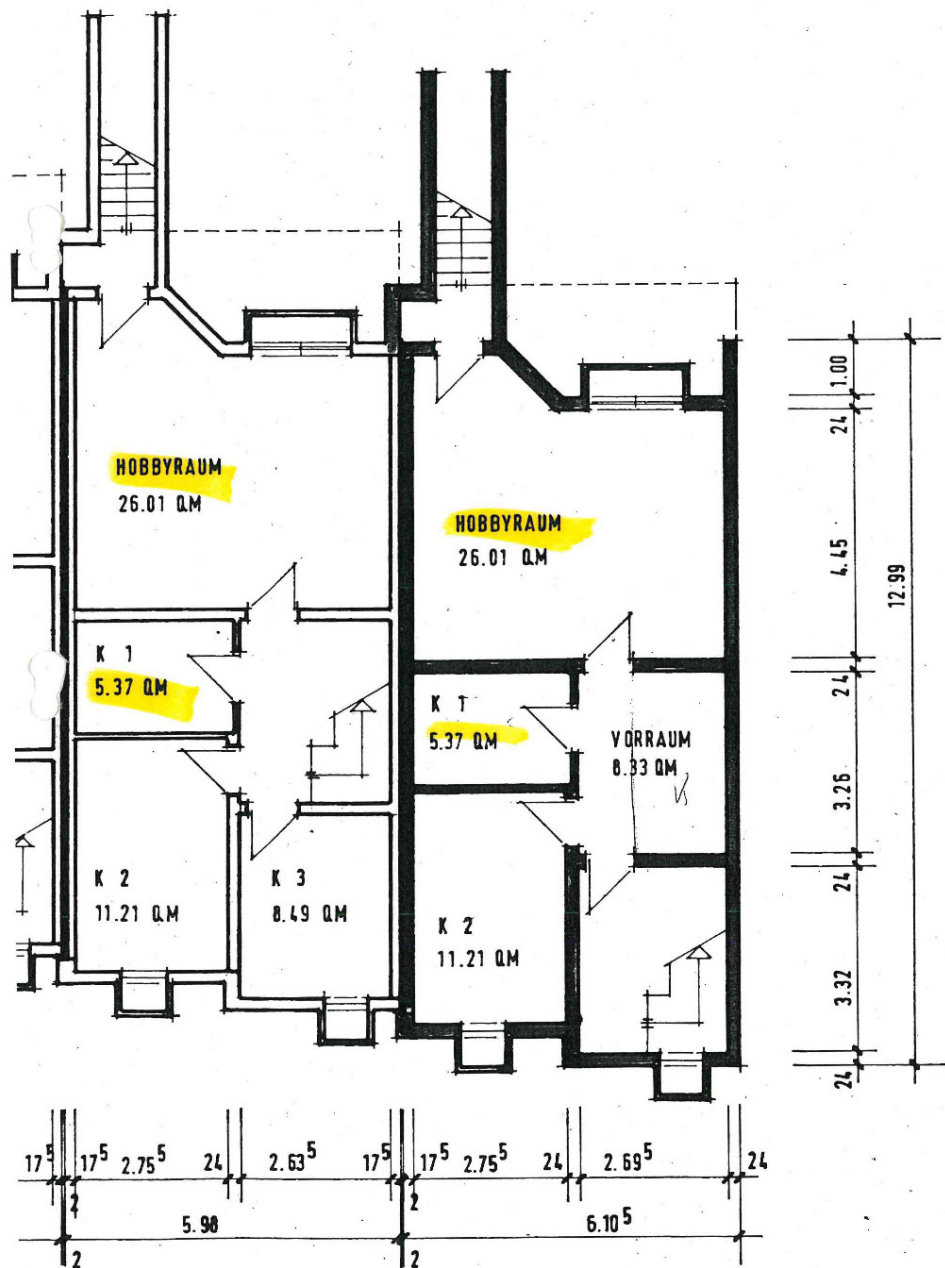 HOBBYRAUM
26.01 QM
K 1
5.37 QM
K 2
11.21 QM
K 3
8.49 QM
HOBBYRAUM
26.01 QM
K 1
5.37 QM
VORRAUM
8.33 QM
K 2
11.21 QM
1.00
24
4.45
24
3.26
24
3.32
24
12.99
17⁵ 17⁵ 2.75⁵ 24 2.63⁵ 17⁵ 17⁵ 2.75⁵ 24 2.69⁵ 24
2 2
5.98 6.10⁵
2 2